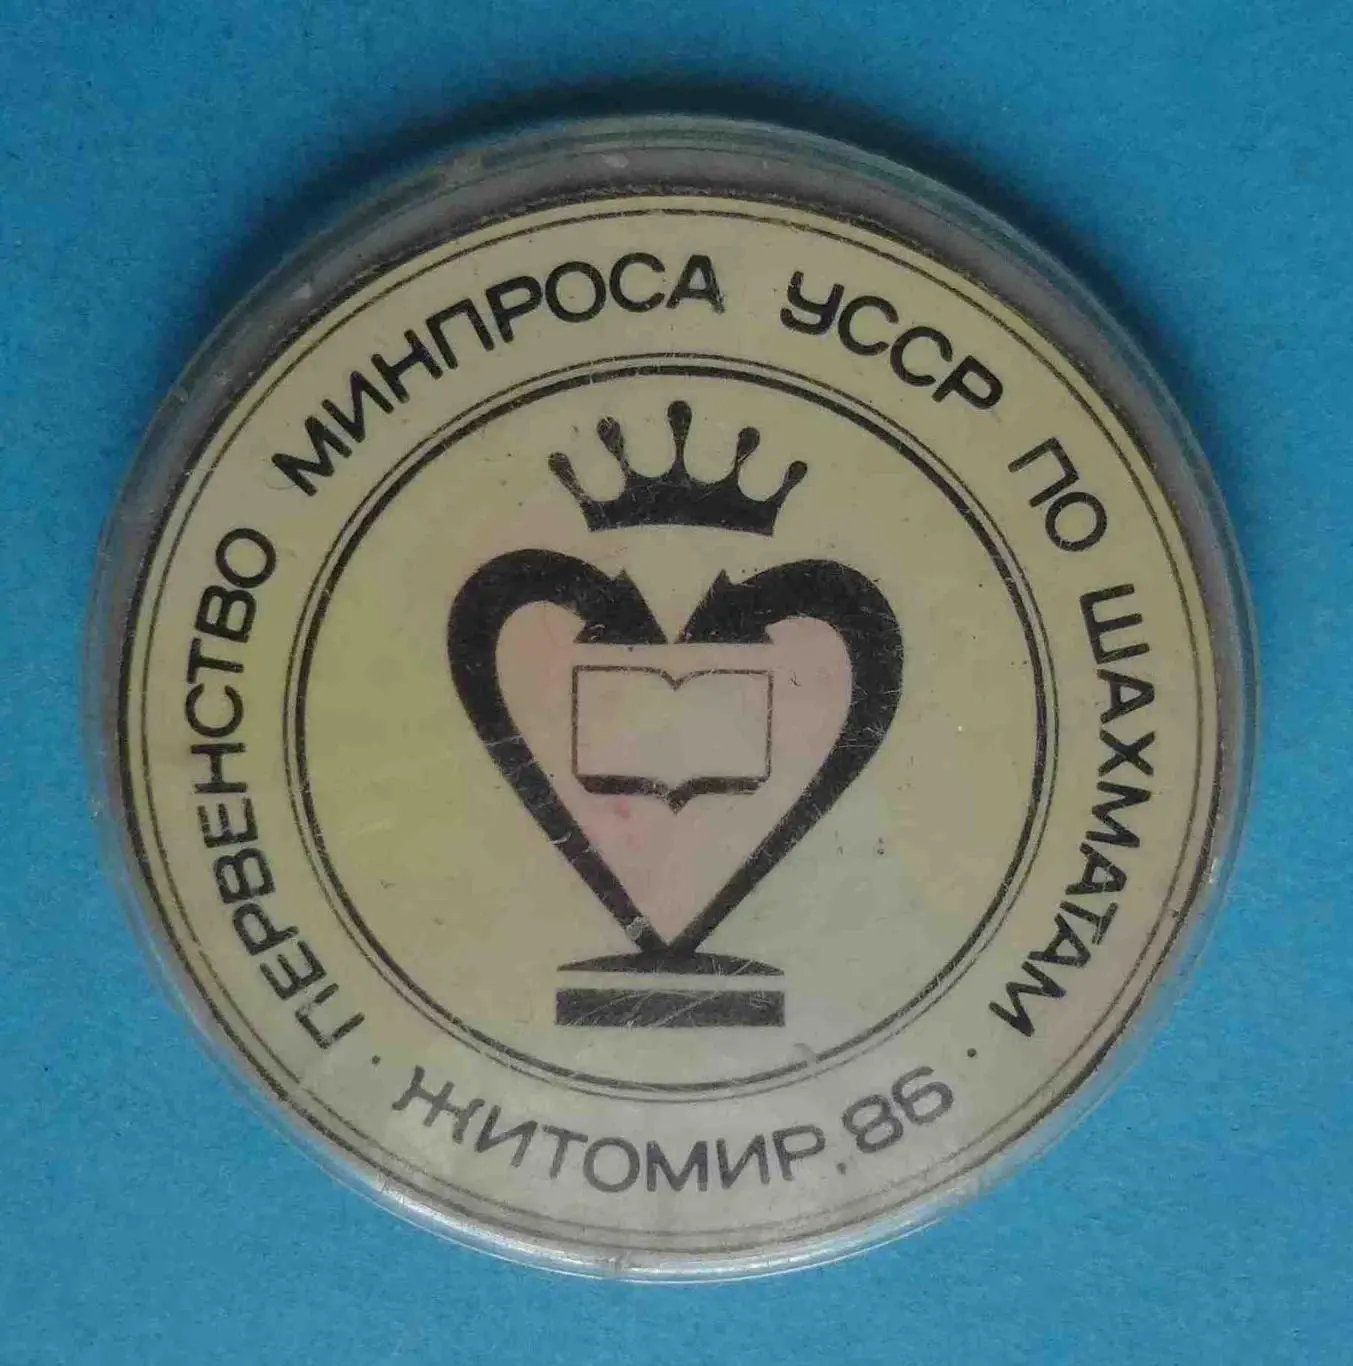 ПЕРВЕНСТВО МИНПРОСА УССР ПО ШАХМАТАМ
· ЖИТОМИР, 86 ·